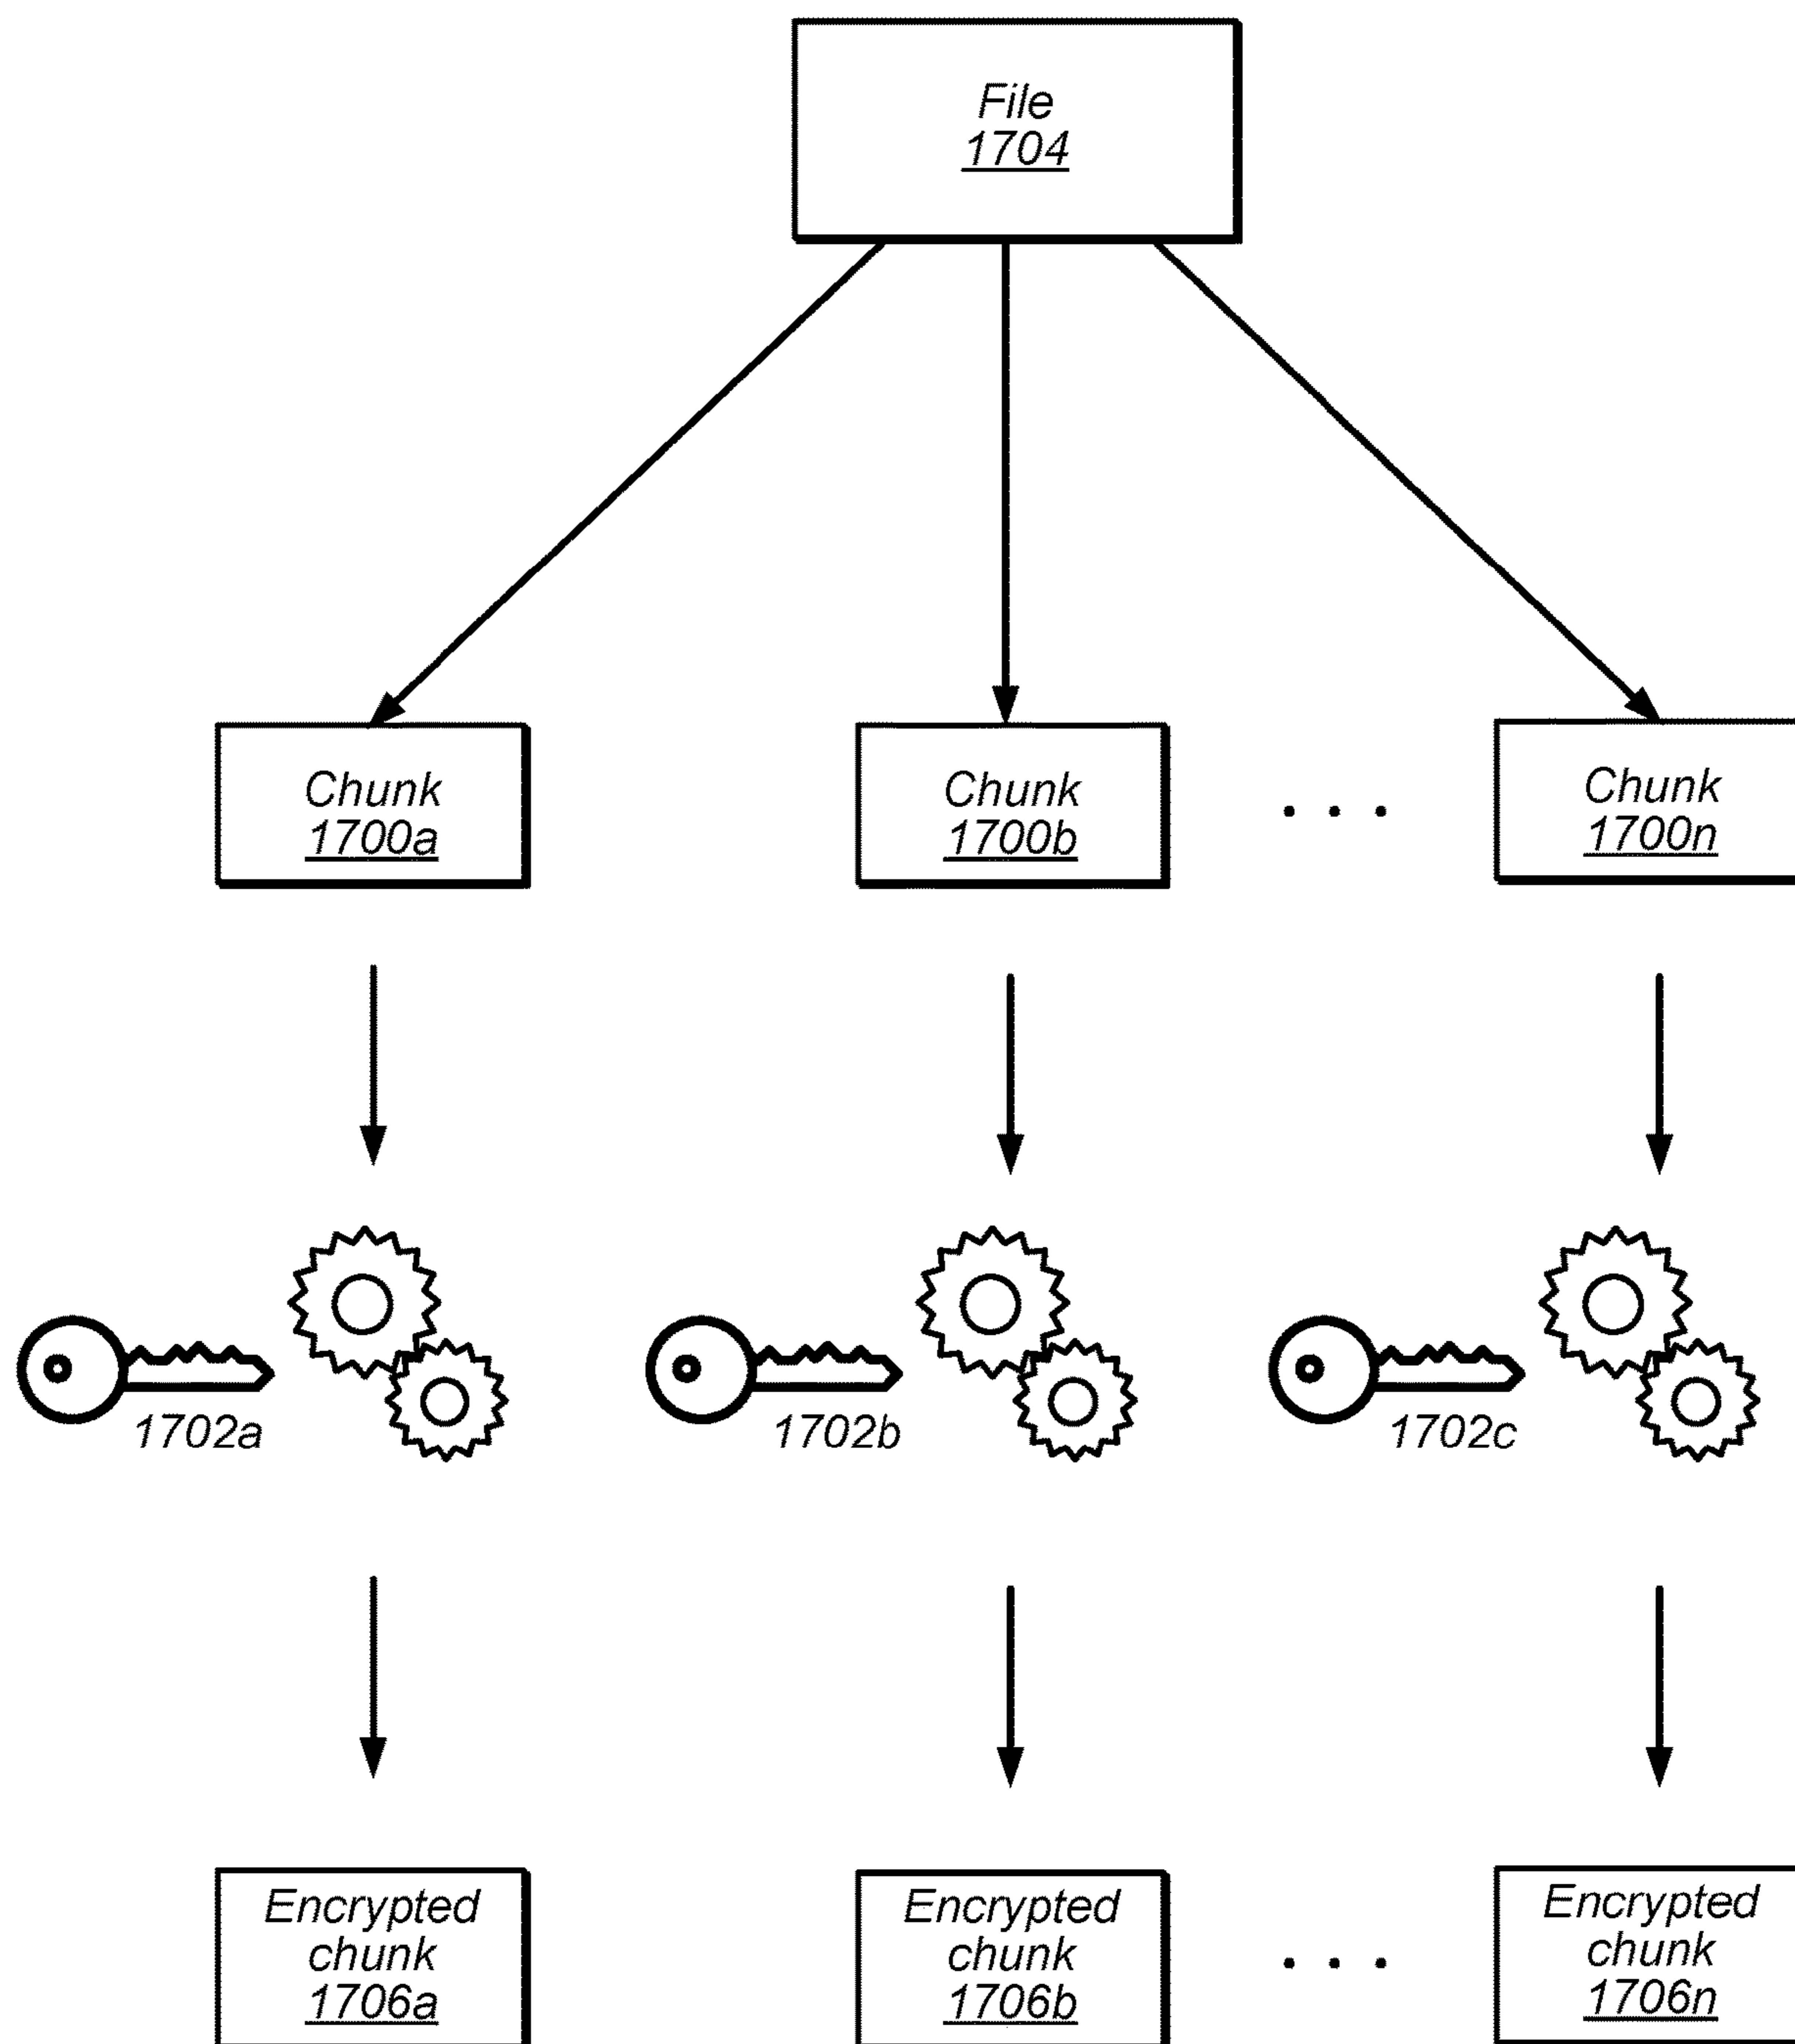 File
1704
Chunk
1700a
Chunk
1700b
. . .
Chunk
1700n
1702a
1702b
1702c
Encrypted
chunk
1706a
Encrypted
chunk
1706b
. . .
Encrypted
chunk
1706n